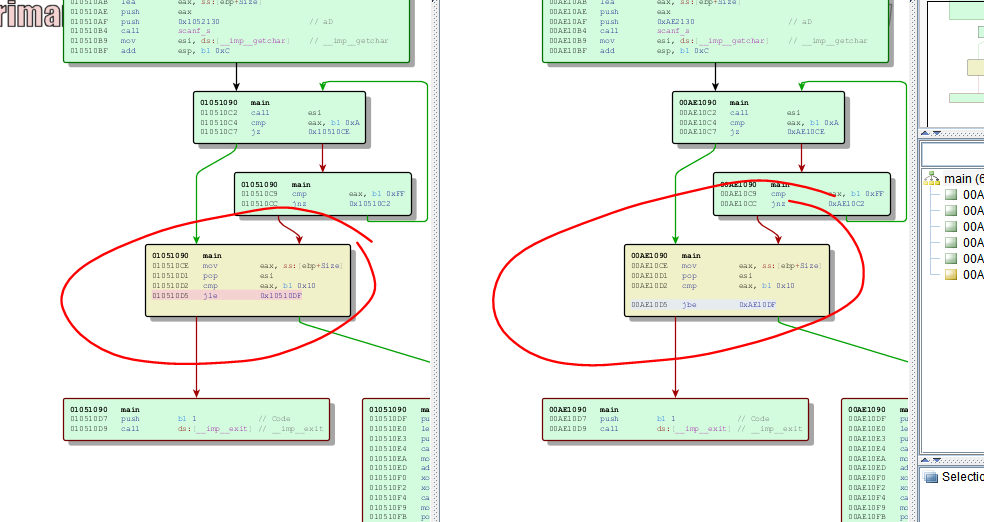 rima
010510AB lea eax, ss:[ebp+Size]
010510AE push eax
010510AF push 0x1052130 // aD
010510B4 call scanf_s
010510B9 mov esi, ds:[__imp__getchar] // __imp__getchar
010510BF add esp, b1 0xC
01051090 main
010510C2 call esi
010510C4 cmp eax, b1 0xA
010510C7 jz 0x10510CE
01051090 main
010510C9 cmp eax, b1 0xFF
010510CC jnz 0x10510C2
01051090 main
010510CE mov eax, ss:[ebp+Size]
010510D1 pop esi
010510D2 cmp eax, b1 0x10
010510D5 jle 0x10510DF
01051090 main
010510D7 push b1 1 // Code
010510D9 call ds:[__imp__exit] // __imp__exit
01051090 ma
010510DF pu
010510E0 le
010510E3 pu
010510E4 ca
010510EA mo
010510ED ad
010510F0 xo
010510F2 xo
010510F4 ca
010510F9 mo
010510FB po
00AE10AB lea eax, ss:[ebp+Size]
00AE10AE push eax
00AE10AF push 0xAE2130 // aD
00AE10B4 call scanf_s
00AE10B9 mov esi, ds:[__imp__getchar] // __imp__getchar
00AE10BF add esp, b1 0xC
00AE1090 main
00AE10C2 call esi
00AE10C4 cmp eax, b1 0xA
00AE10C7 jz 0xAE10CE
00AE1090 main
00AE10C9 cmp eax, b1 0xFF
00AE10CC jnz 0xAE10C2
00AE1090 main
00AE10CE mov eax, ss:[ebp+Size]
00AE10D1 pop esi
00AE10D2 cmp eax, b1 0x10
00AE10D5 jbe 0xAE10DF
00AE1090 main
00AE10D7 push b1 1 // Code
00AE10D9 call ds:[__imp__exit] // __imp__exit
00AE1090 ma
00AE10DF pu
00AE10E0 le
00AE10E3 pu
00AE10E4 ca
00AE10EA mo
00AE10ED ad
00AE10F0 xo
00AE10F2 xo
00AE10F4 ca
00AE10F9 mo
00AE10FB po
main (6
00A
00A
00A
00A
00A
00A
Selectio